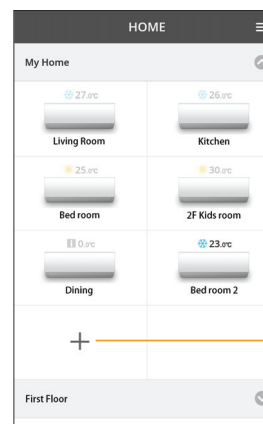 HOME
My Home
27.0℃ 26.0℃
Living Room Kitchen
25.0℃ 30.0℃
Bed room 2F Kids room
0.0℃ 23.0℃
Dining Bed room 2
+
First Floor